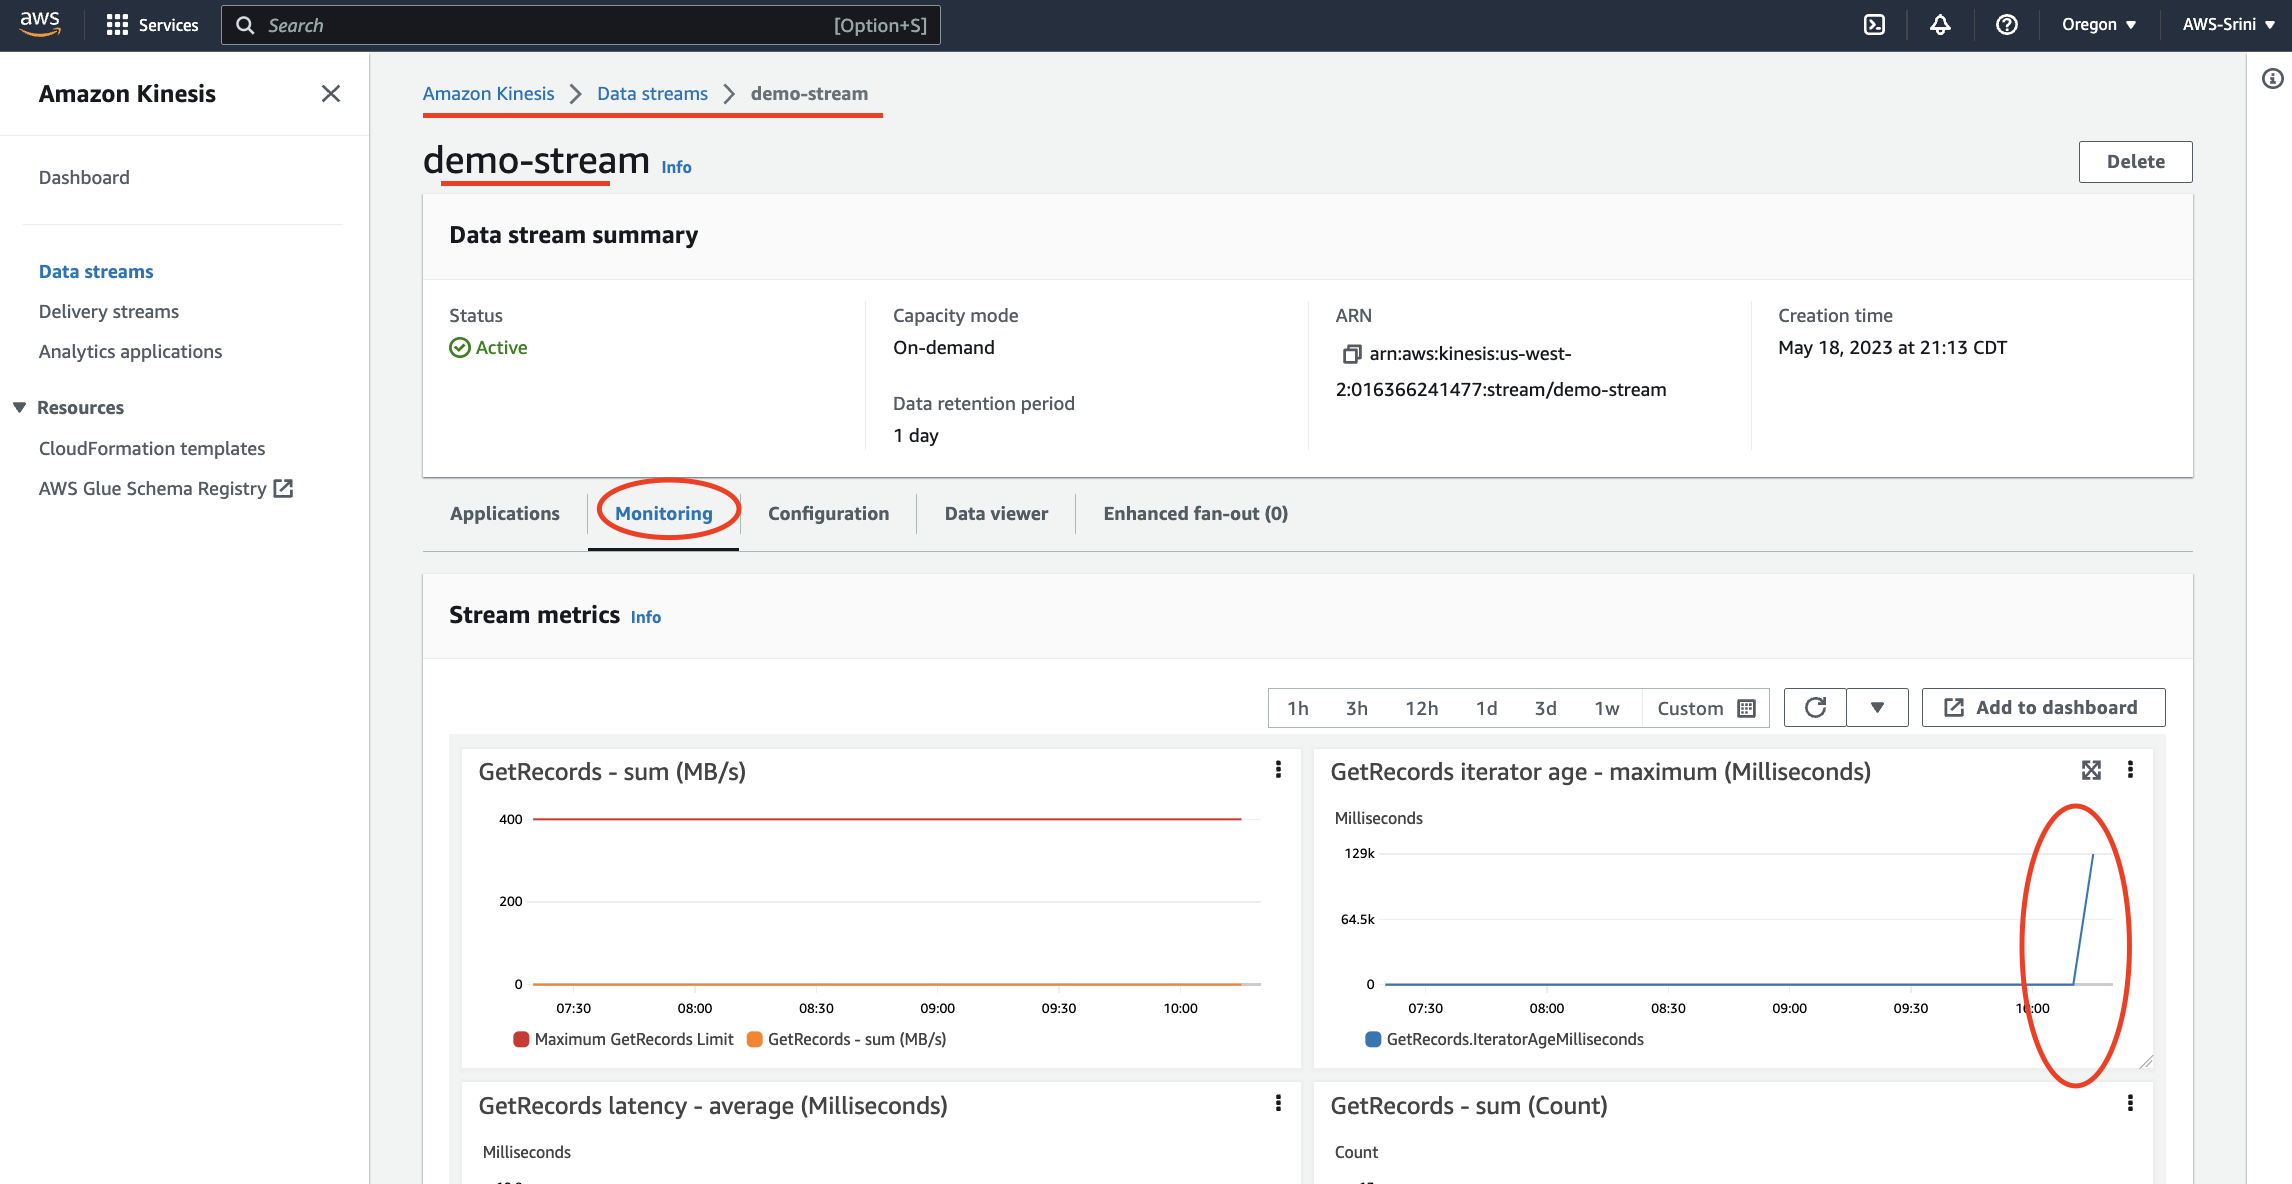 aws
Services
Search
[Option+S]
Oregon
AWS-Srini
Amazon Kinesis
Dashboard
Data streams
Delivery streams
Analytics applications
Resources
CloudFormation templates
AWS Glue Schema Registry
Amazon Kinesis > Data streams > demo-stream
demo-stream Info
Delete
Data stream summary
Status
Active
Capacity mode
On-demand
Data retention period
1 day
ARN
arn:aws:kinesis:us-west-
2:016366241477:stream/demo-stream
Creation time
May 18, 2023 at 21:13 CDT
Applications
Monitoring
Configuration
Data viewer
Enhanced fan-out (0)
Stream metrics Info
1h 3h 12h 1d 3d 1w Custom
Add to dashboard
GetRecords - sum (MB/s)
400
200
0
07:30 08:00 08:30 09:00 09:30 10:00
Maximum GetRecords Limit GetRecords - sum (MB/s)
GetRecords iterator age - maximum (Milliseconds)
Milliseconds
129k
64.5k
0
07:30 08:00 08:30 09:00 09:30 10:00
GetRecords.IteratorAgeMilliseconds
GetRecords latency - average (Milliseconds)
Milliseconds
GetRecords - sum (Count)
Count